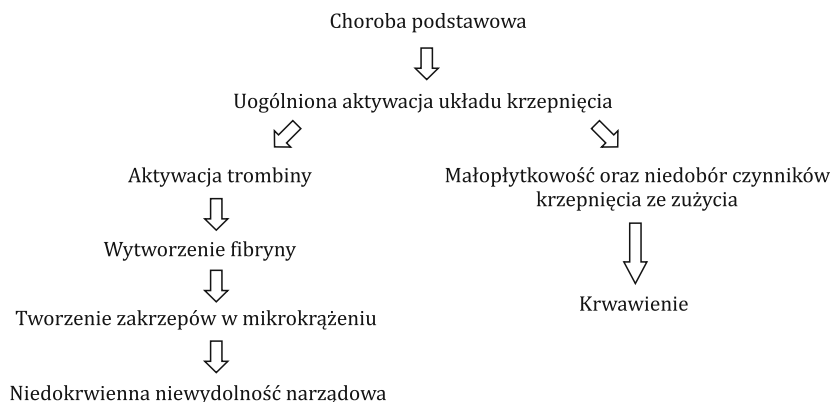 Choroba podstawowa
Uogólniona aktywacja układu krzepnięcia
Aktywacja trombiny
Wytworzenie fibryny
Tworzenie zakrzepów w mikrokrążeniu
Niedokrwienna niewydolność narządowa
Małopłytkowość oraz niedobór czynników
krzepnięcia ze zużycia
Krwawienie